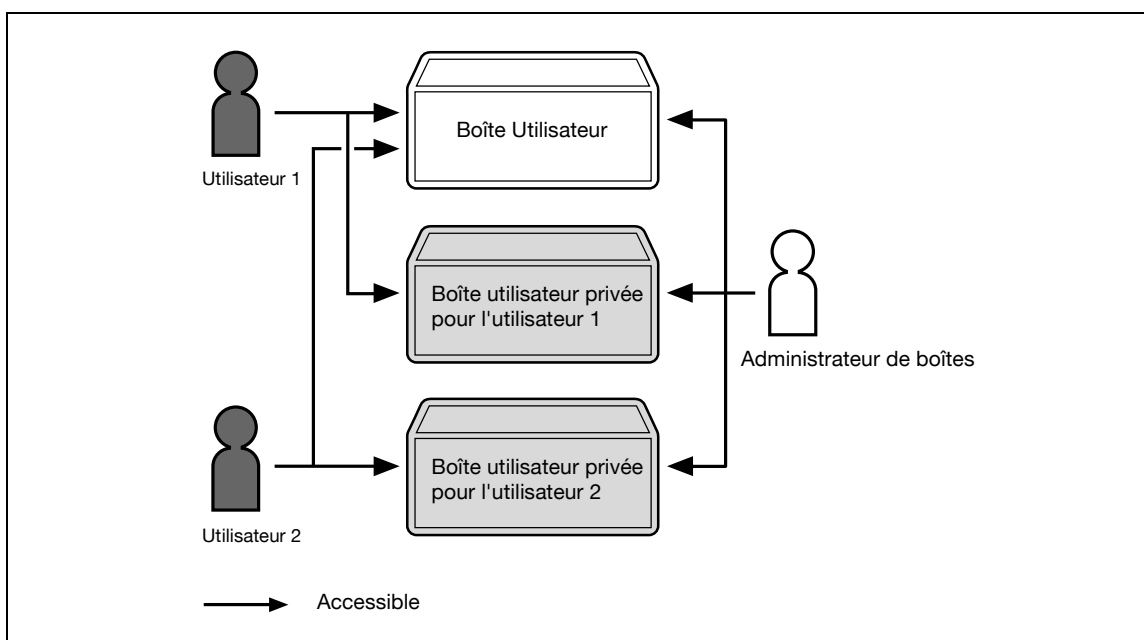 Boîte Utilisateur
Utilisateur 1
Boîte utilisateur privée
pour l'utilisateur 1
Administrateur de boîtes
Boîte utilisateur privée
pour l'utilisateur 2
Utilisateur 2
Accessible